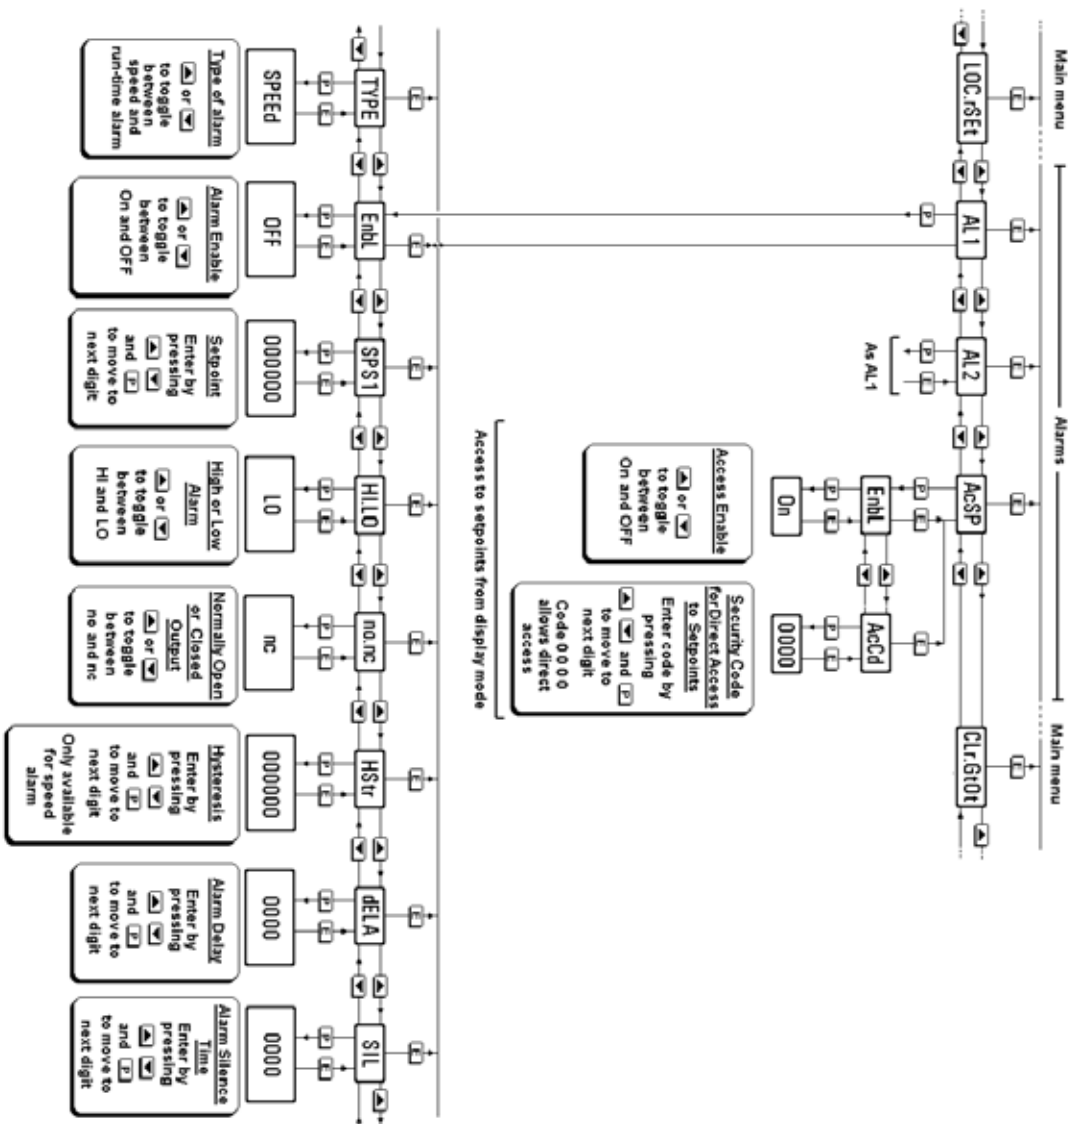 Main menu
Alarms
Main menu
LOC.rSEt
AL1
AL2
AcSP
CLr.GtOt
E
E
E
E
E
P
P
E
As AL1
P
E
E
EnbL
AcCd
P
E
P
E
On
0000
Access Enable
▲ or ▼
to toggle
between
On and OFF
Security Code
for Direct Access
to Setpoints
Enter code by
pressing
▲ ▼ and P
to move to
next digit
Code 0 0 0 0
allows direct
access
Access to setpoints from display mode
E
E
E
E
E
E
E
E
TYPE
EnbL
SPS1
HI.LO
no.nc
HStr
dELA
SIL
P
E
P
E
P
E
P
E
P
E
P
E
P
E
P
E
SPEEd
OFF
000000
LO
nc
000000
0000
0000
Type of alarm
▲ or ▼
to toggle
between
speed and
run-time alarm
Alarm Enable
▲ or ▼
to toggle
between
On and OFF
Setpoint
Enter by
pressing
▲ ▼
and P
to move to
next digit
High or Low
Alarm
▲ or ▼
to toggle
between
HI and LO
Normally Open
or Closed
Output
▲ or ▼
to toggle
between
no and nc
Hysteresis
Enter by
pressing
▲ ▼
and P
to move to
next digit
Only available
for speed
alarm
Alarm Delay
Enter by
pressing
▲ ▼
and P
to move to
next digit
Alarm Silence
Time
Enter by
pressing
▲ ▼
and P
to move to
next digit